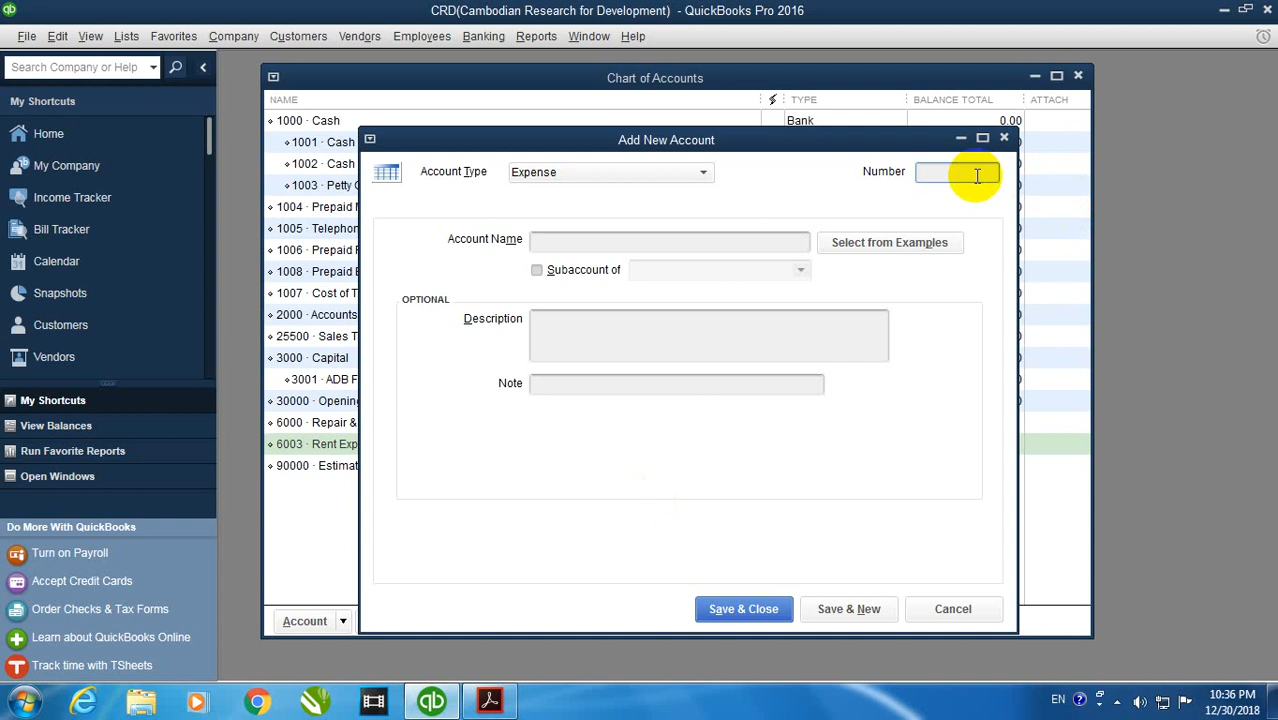 CRD(Cambodian Research for Development) - QuickBooks Pro 2016
File Edit View Lists Favorites Company Customers Vendors Employees Banking Reports Window Help
Search Company or Help
My Shortcuts
Home
My Company
Income Tracker
Bill Tracker
Calendar
Snapshots
Customers
Vendors
My Shortcuts
View Balances
Run Favorite Reports
Open Windows
Do More With QuickBooks
Turn on Payroll
Accept Credit Cards
Order Checks & Tax Forms
Learn about QuickBooks Online
Track time with TSheets
Chart of Accounts
NAME TYPE BALANCE TOTAL ATTACH
1000 · Cash Bank 0.00
1001 · Cash
1002 · Cash
1003 · Petty
1004 · Prepaid
1005 · Telephon
1006 · Prepaid
1008 · Prepaid
1007 · Cost of
2000 · Accounts
25500 · Sales T
3000 · Capital
3001 · ADB F
30000 · Opening
6000 · Repair &
6003 · Rent Exp
90000 · Estimat
Account
Add New Account
Account Type Expense Number
Account Name Select from Examples
Subaccount of
OPTIONAL
Description
Note
Save & Close Save & New Cancel
EN 10:36 PM
12/30/2018